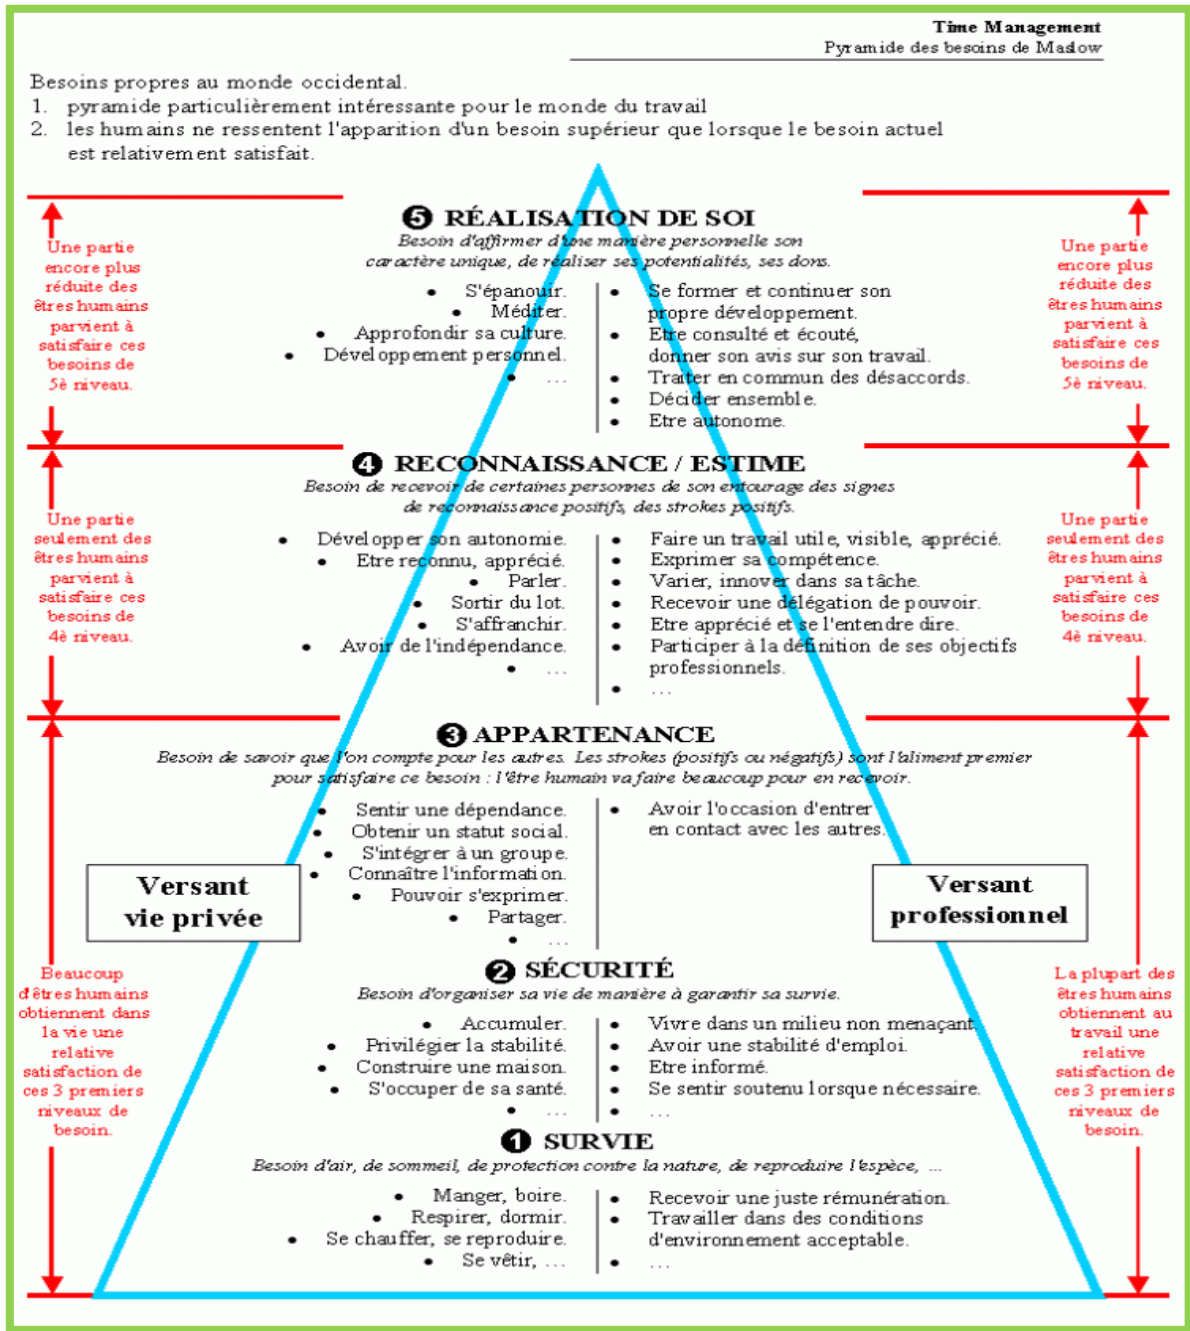 Time Management
Pyramide des besoins de Maslow
Besoins propres au monde occidental.
1. pyramide particulièrement intéressante pour le monde du travail
2. les humains ne ressentent l'apparition d'un besoin supérieur que lorsque le besoin actuel
est relativement satisfait.
❺ RÉALISATION DE SOI
Besoin d'affirmer d'une manière personnelle son
caractère unique, de réaliser ses potentialités, ses dons.
• S'épanouir.
• Méditer.
• Approfondir sa culture.
• Développement personnel.
• ...
• Se former et continuer son
propre développement.
• Etre consulté et écouté,
donner son avis sur son travail.
• Traiter en commun des désaccords.
• Décider ensemble.
• Etre autonome.
Une partie
encore plus
réduite des
êtres humains
parvient à
satisfaire ces
besoins de
5è niveau.
Une partie
encore plus
réduite des
êtres humains
parvient à
satisfaire ces
besoins de
5è niveau.
❹ RECONNAISSANCE / ESTIME
Besoin de recevoir de certaines personnes de son entourage des signes
de reconnaissance positifs, des strokes positifs.
• Développer son autonomie.
• Etre reconnu, apprécié.
• Parler.
• Sortir du lot.
• S'affranchir.
• Avoir de l'indépendance.
• ...
• Faire un travail utile, visible, apprécié.
• Exprimer sa compétence.
• Varier, innover dans sa tâche.
• Recevoir une délégation de pouvoir.
• Etre apprécié et se l'entendre dire.
• Participer à la définition de ses objectifs
professionnels.
• ...
Une partie
seulement des
êtres humains
parvient à
satisfaire ces
besoins de
4è niveau.
Une partie
seulement des
êtres humains
parvient à
satisfaire ces
besoins de
4è niveau.
❸ APPARTENANCE
Besoin de savoir que l'on compte pour les autres. Les strokes (positifs ou négatifs) sont l'aliment premier
pour satisfaire ce besoin : l'être humain va faire beaucoup pour en recevoir.
• Sentir une dépendance.
• Obtenir un statut social.
• S'intégrer à un groupe.
• Connaître l'information.
• Pouvoir s'exprimer.
• Partager.
• ...
• Avoir l'occasion d'entrer
en contact avec les autres.
Versant
vie privée
Versant
professionnel
❷ SÉCURITÉ
Besoin d'organiser sa vie de manière à garantir sa survie.
• Accumuler.
• Privilégier la stabilité.
• Construire une maison.
• S'occuper de sa santé.
• ...
• Vivre dans un milieu non menaçant.
• Avoir une stabilité d'emploi.
• Etre informé.
• Se sentir soutenu lorsque nécessaire.
• ...
Beaucoup
d'êtres humains
obtiennent dans
la vie une
relative
satisfaction de
ces 3 premiers
niveaux de
besoin.
La plupart des
êtres humains
obtiennent au
travail une
relative
satisfaction de
ces 3 premiers
niveaux de
besoin.
❶ SURVIE
Besoin d'air, de sommeil, de protection contre la nature, de reproduire l'espèce, ...
• Manger, boire.
• Respirer, dormir.
• Se chauffer, se reproduire.
• Se vêtir, ...
• Recevoir une juste rémunération.
• Travailler dans des conditions
d'environnement acceptable.
• ...